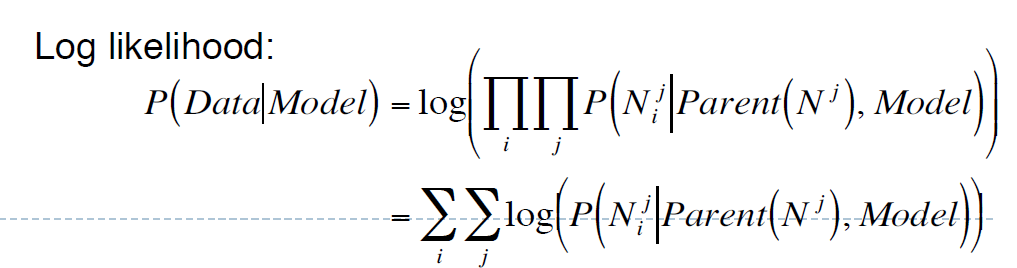 Log likelihood:
P(Data|Model) = log(∏_i ∏_j P(N_i^j|Parent(N^j), Model))
= ∑_i ∑_j log(P(N_i^j|Parent(N^j), Model))